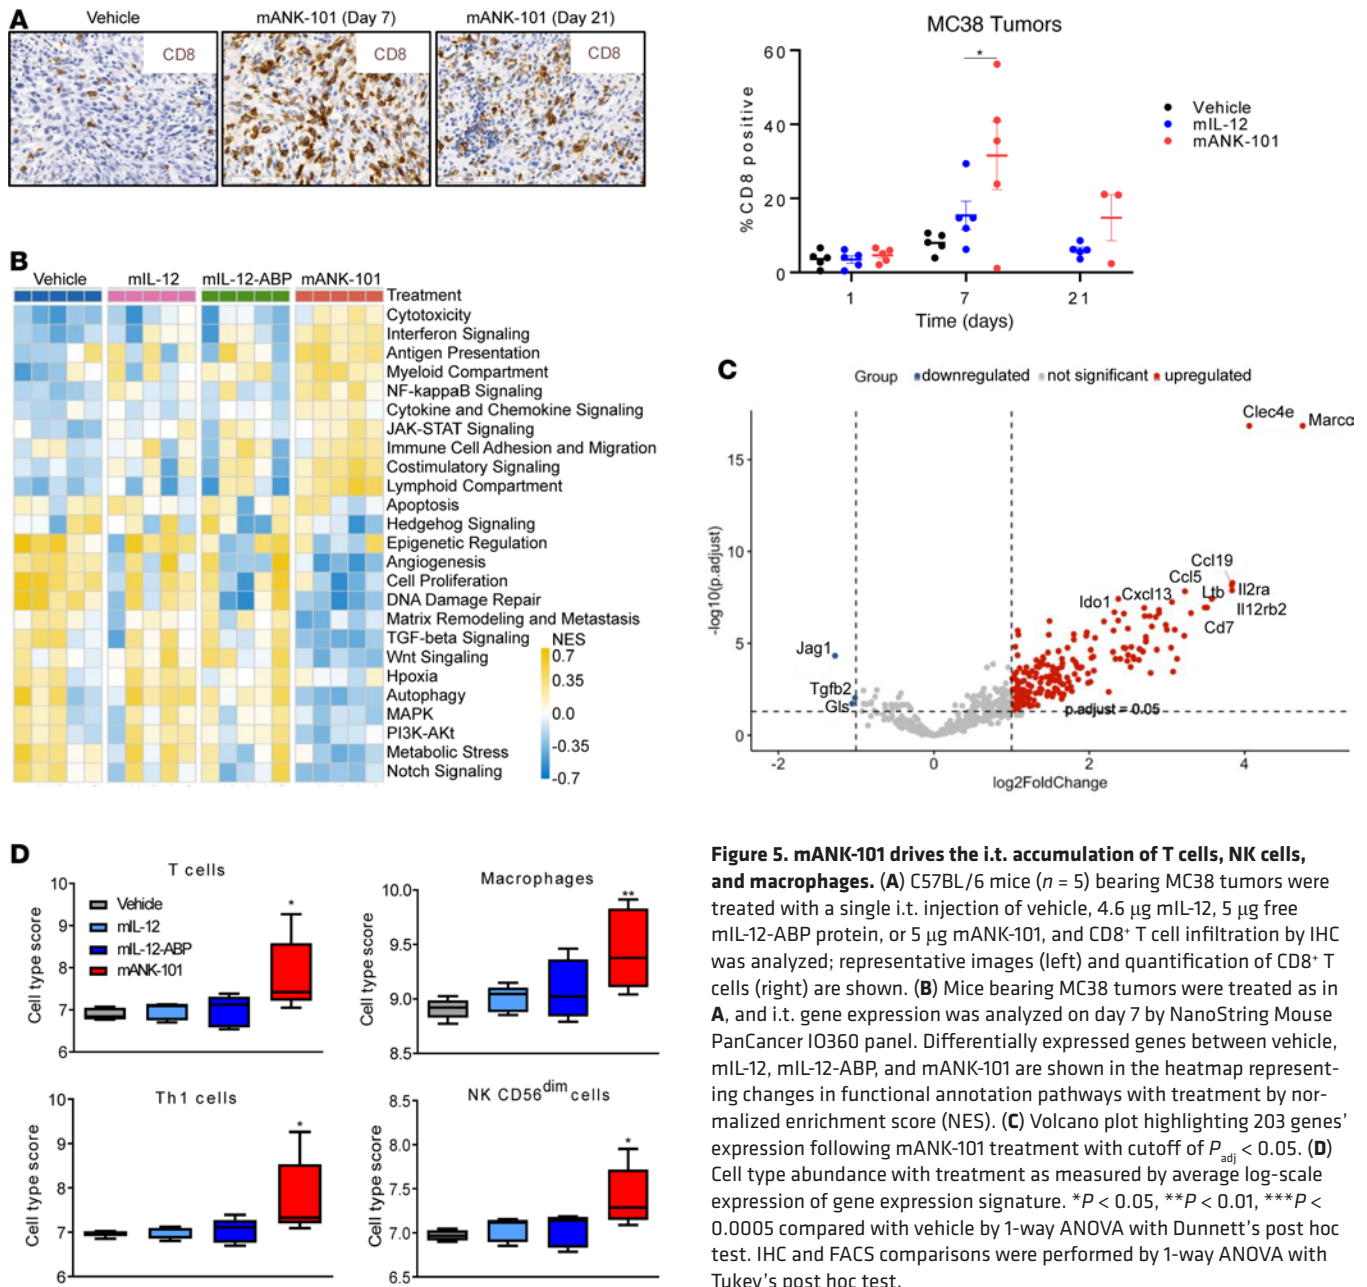 A
Vehicle
mANK-101 (Day 7)
mANK-101 (Day 21)
CD8
CD8
CD8
MC38 Tumors
%CD8 positive
60
40
20
0
1
7
21
Time (days)
*
Vehicle
mIL-12
mANK-101
B
Vehicle
mIL-12
mIL-12-ABP
mANK-101
Treatment
Cytotoxicity
Interferon Signaling
Antigen Presentation
Myeloid Compartment
NF-kappaB Signaling
Cytokine and Chemokine Signaling
JAK-STAT Signaling
Immune Cell Adhesion and Migration
Costimulatory Signaling
Lymphoid Compartment
Apoptosis
Hedgehog Signaling
Epigenetic Regulation
Angiogenesis
Cell Proliferation
DNA Damage Repair
Matrix Remodeling and Metastasis
TGF-beta Signaling
Wnt Singaling
Hpoxia
Autophagy
MAPK
PI3K-AKt
Metabolic Stress
Notch Signaling
NES
0.7
0.35
0.0
-0.35
-0.7
C
Group
downregulated
not significant
upregulated
-log10(p.adjust)
15
10
5
0
-2
0
2
4
log2FoldChange
Clec4e
Marco
Ccl19
Ccl5
Il2ra
Ltb
Cxcl13
Ido1
Il12rb2
Cd7
Jag1
Tgfb2
Gls
p.adjust = 0.05
D
T cells
Cell type score
10
9
8
7
6
Vehicle
mIL-12
mIL-12-ABP
mANK-101
*
Macrophages
Cell type score
10.0
9.5
9.0
8.5
**
Th1 cells
Cell type score
10
9
8
7
6
*
NK CD56dim cells
Cell type score
8.5
8.0
7.5
7.0
6.5
*
Figure 5. mANK-101 drives the i.t. accumulation of T cells, NK cells,
and macrophages. (A) C57BL/6 mice (n = 5) bearing MC38 tumors were
treated with a single i.t. injection of vehicle, 4.6 μg mIL-12, 5 μg free
mIL-12-ABP protein, or 5 μg mANK-101, and CD8+ T cell infiltration by IHC
was analyzed; representative images (left) and quantification of CD8+ T
cells (right) are shown. (B) Mice bearing MC38 tumors were treated as in
A, and i.t. gene expression was analyzed on day 7 by NanoString Mouse
PanCancer IO360 panel. Differentially expressed genes between vehicle,
mIL-12, mIL-12-ABP, and mANK-101 are shown in the heatmap represent-
ing changes in functional annotation pathways with treatment by nor-
malized enrichment score (NES). (C) Volcano plot highlighting 203 genes'
expression following mANK-101 treatment with cutoff of Padj < 0.05. (D)
Cell type abundance with treatment as measured by average log-scale
expression of gene expression signature. *P < 0.05, **P < 0.01, ***P <
0.0005 compared with vehicle by 1-way ANOVA with Dunnett's post hoc
test. IHC and FACS comparisons were performed by 1-way ANOVA with
Tukey's post hoc test.